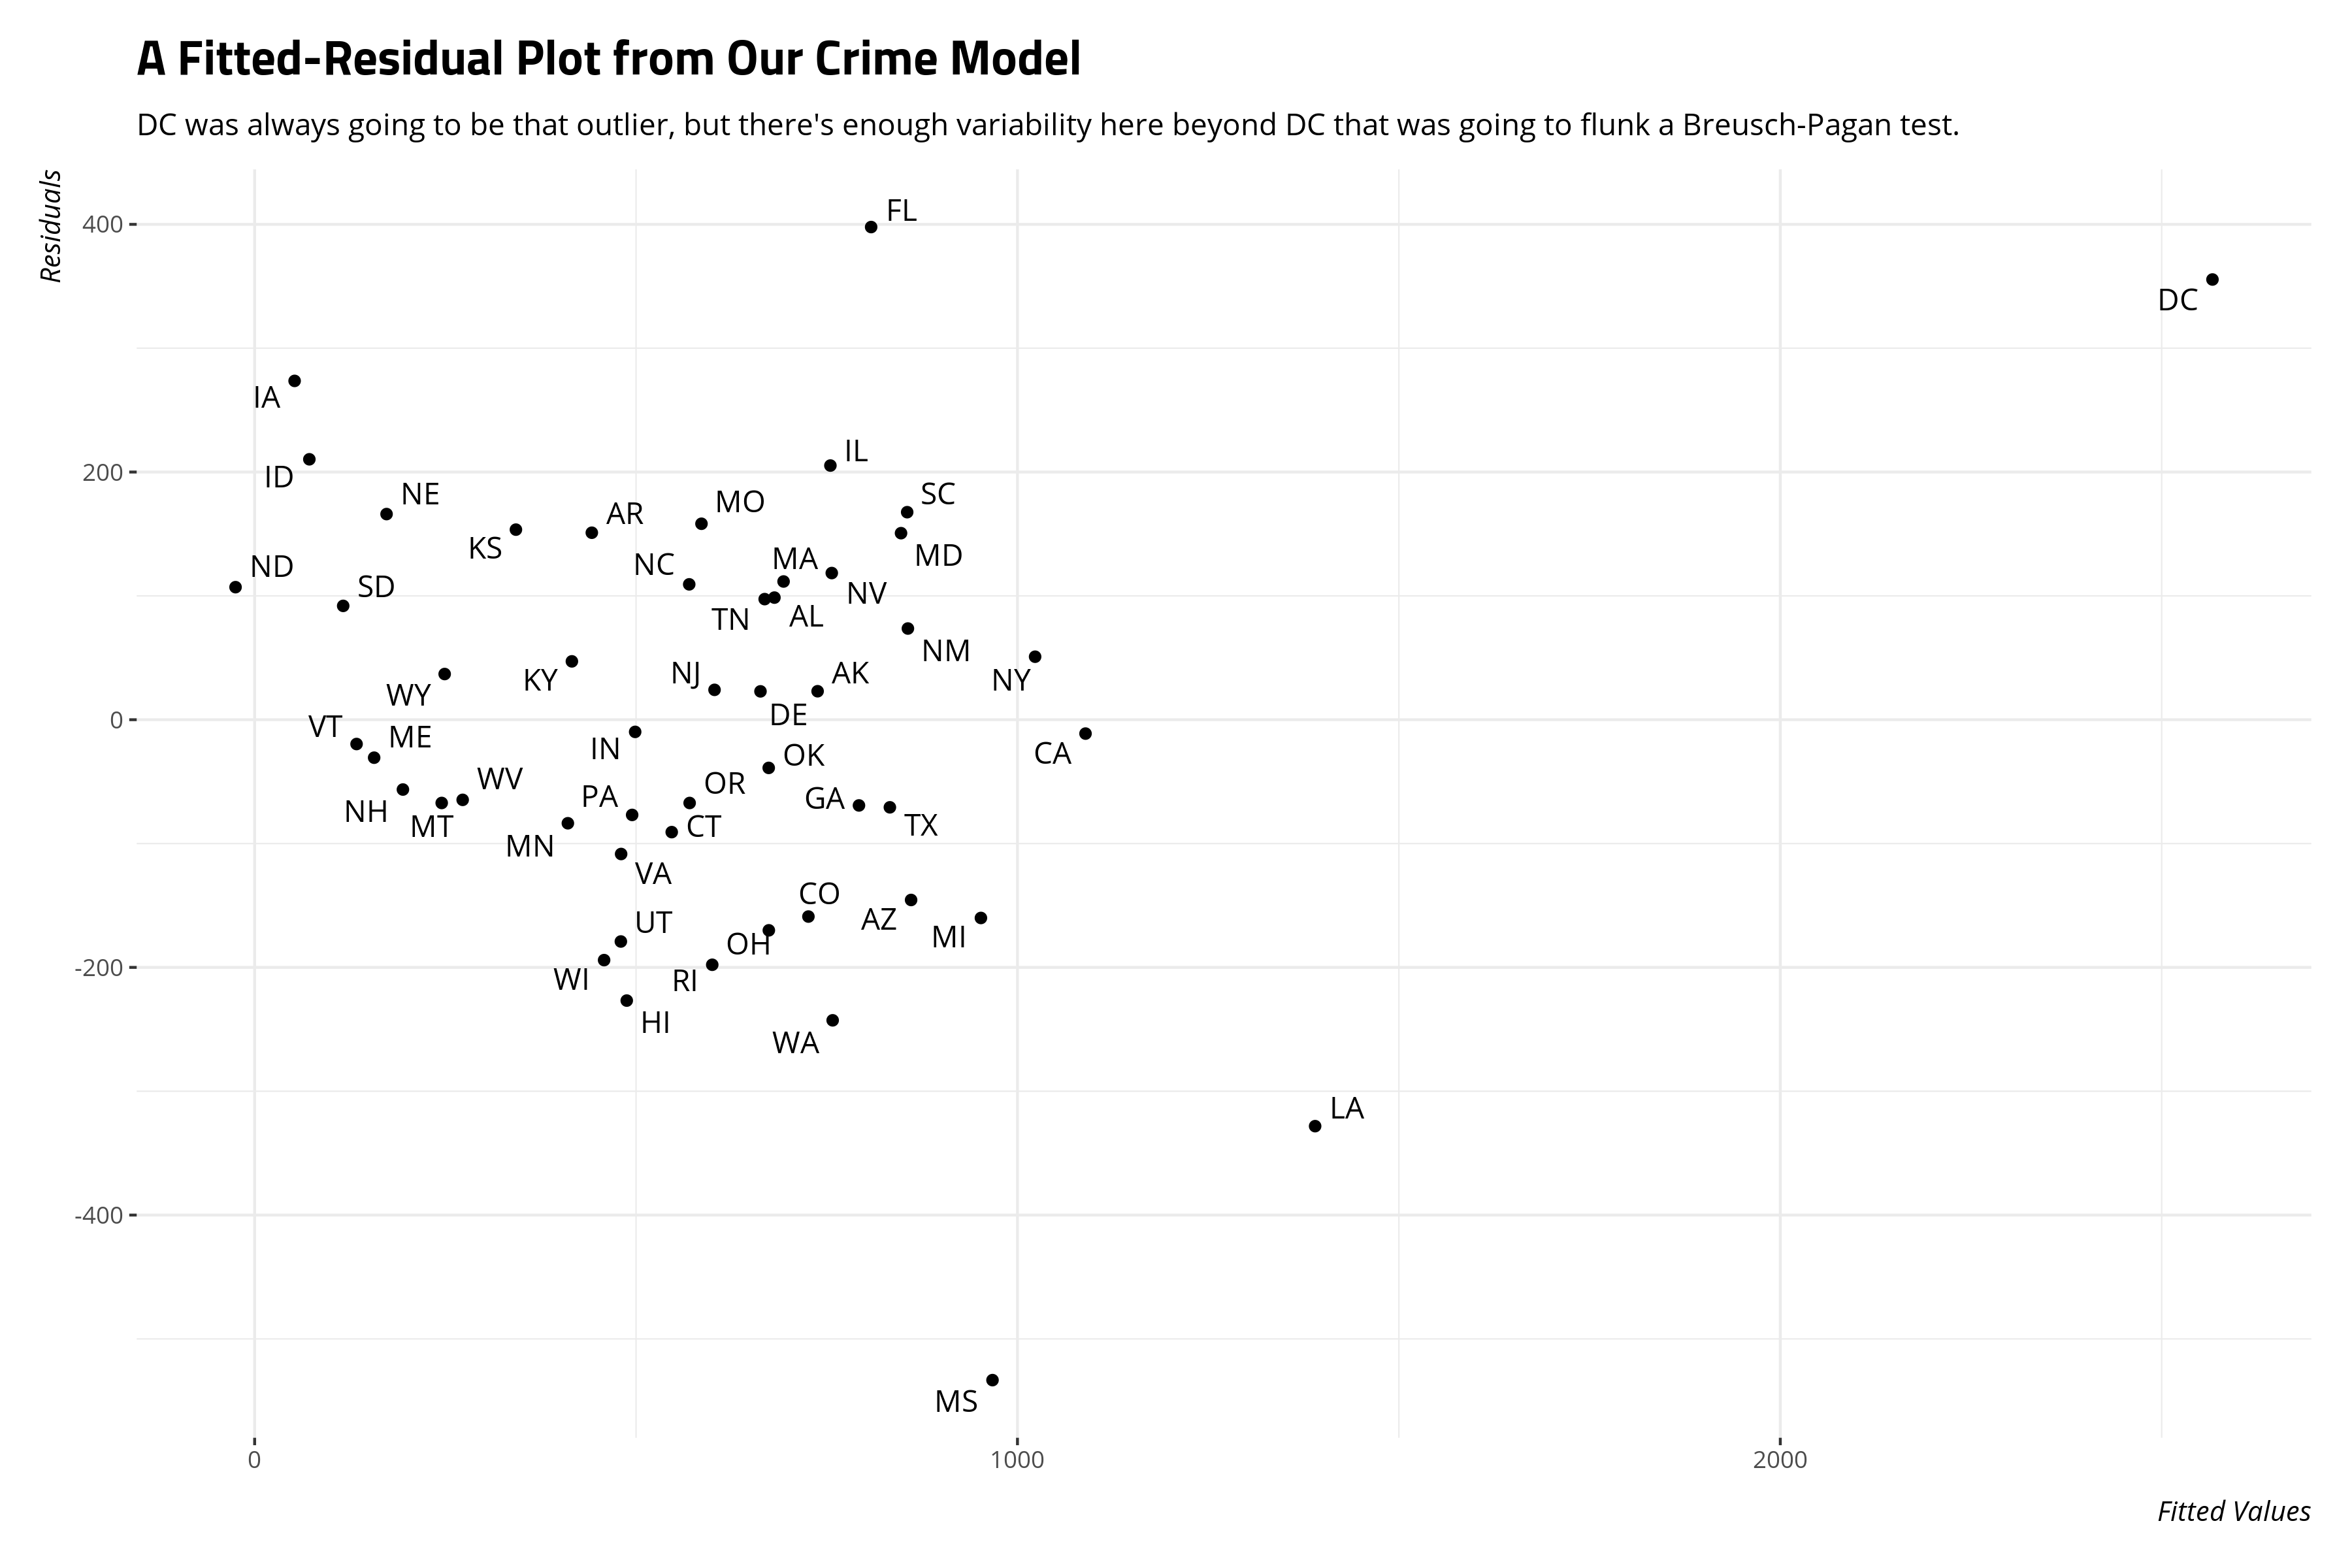 A Fitted-Residual Plot from Our Crime Model
DC was always going to be that outlier, but there's enough variability here beyond DC that was going to flunk a Breusch-Pagan test.
Residuals
400
200
0
-200
-400
FL
DC
IA
IL
ID
NE
SC
MO
AR
KS
MD
MA
NC
ND
NV
SD
AL
TN
NM
NJ
AK
KY
NY
WY
DE
VT
ME
IN
CA
OK
WV
OR
PA
GA
NH
MT
CT
TX
MN
VA
CO
UT
AZ
MI
OH
WI
RI
HI
WA
LA
MS
0
1000
2000
Fitted Values